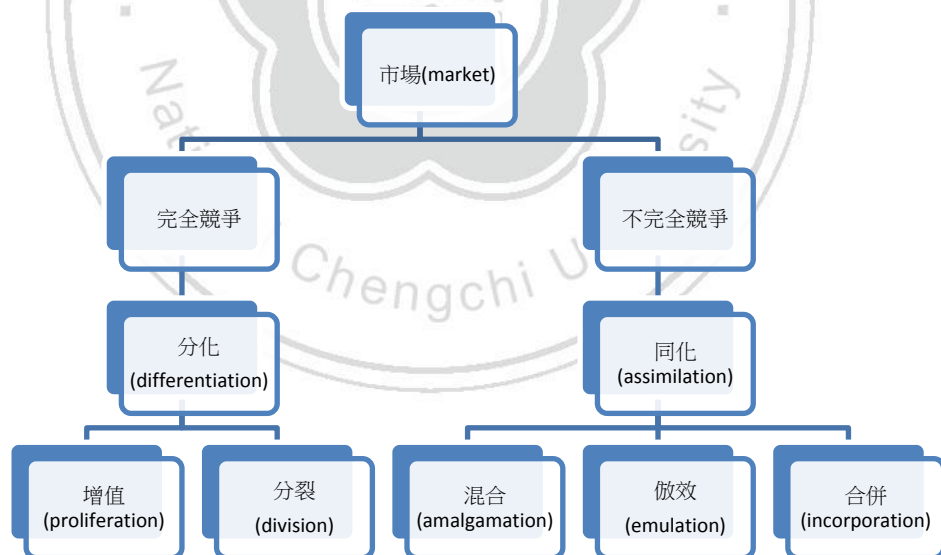 市場(market)
完全競爭
不完全競爭
分化
(differentiation)
同化
(assimilation)
增值
(proliferation)
分裂
(division)
混合
(amalgamation)
倣效
(emulation)
合併
(incorporation)
Chengchi